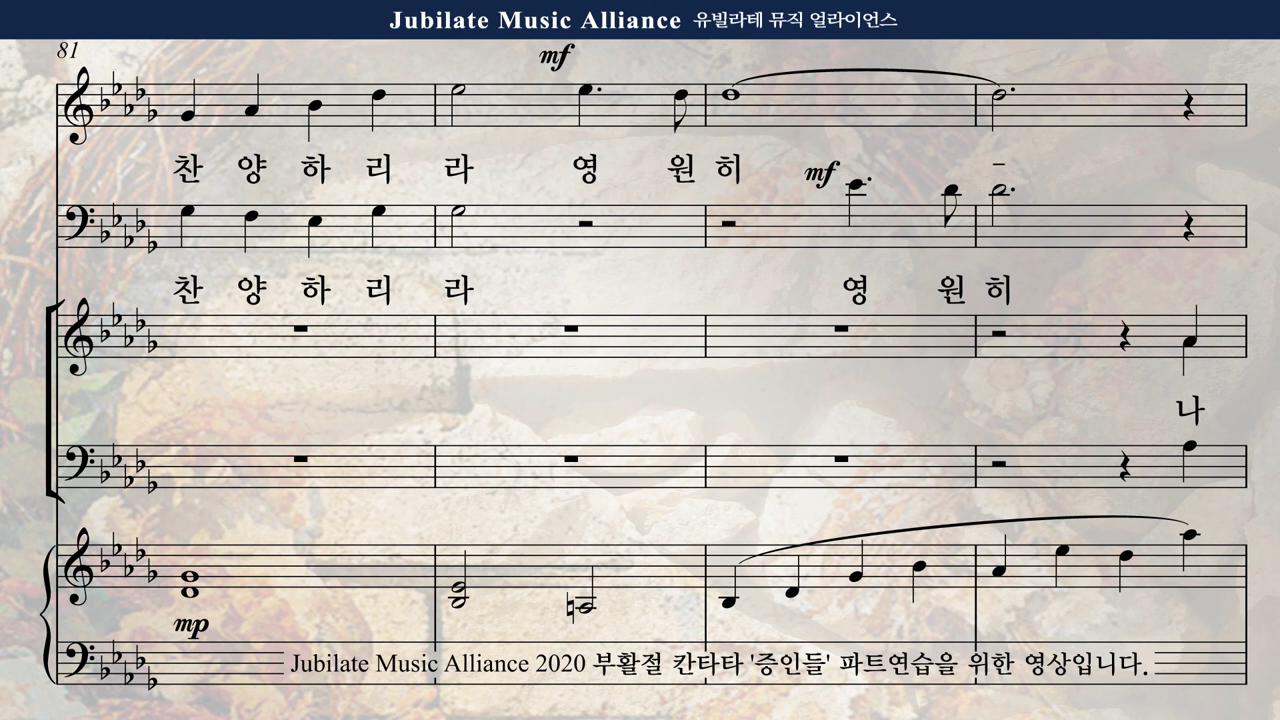 Jubilate Music Alliance 유빌라테 뮤직 얼라이언스
81
mf
찬 양 하 리 라 영 원 히 -
mf
찬 양 하 리 라 영 원 히
나
mp
Jubilate Music Alliance 2020 부활절 칸타타 '증인들' 파트연습을 위한 영상입니다.